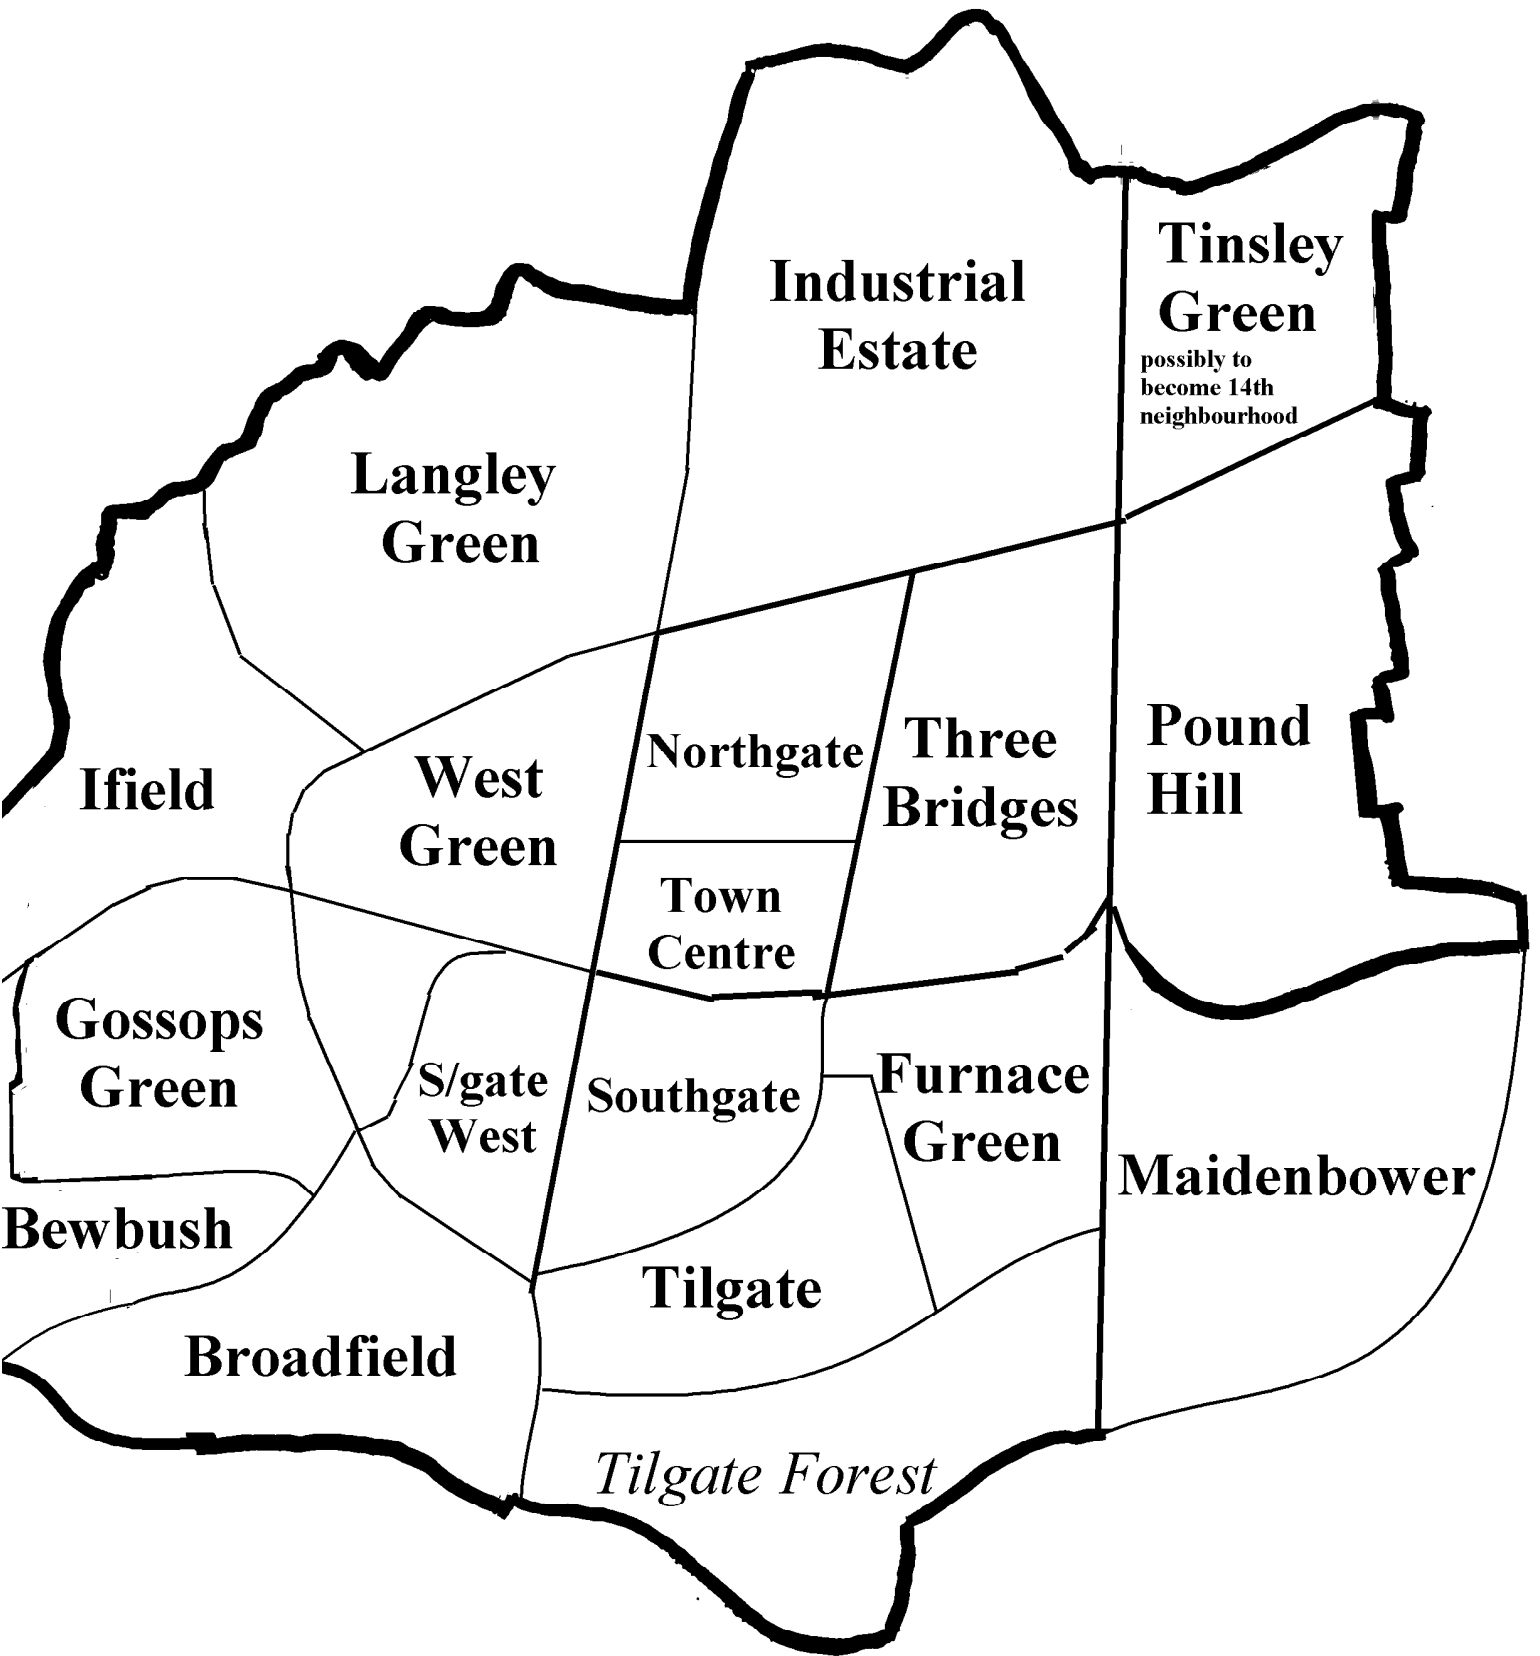 Industrial
Estate
Tinsley
Green
possibly to
become 14th
neighbourhood
Langley
Green
Ifield
West
Green
Northgate
Three
Bridges
Pound
Hill
Town
Centre
Gossops
Green
S/gate
West
Southgate
Furnace
Green
Maidenbower
Bewbush
Tilgate
Broadfield
Tilgate Forest